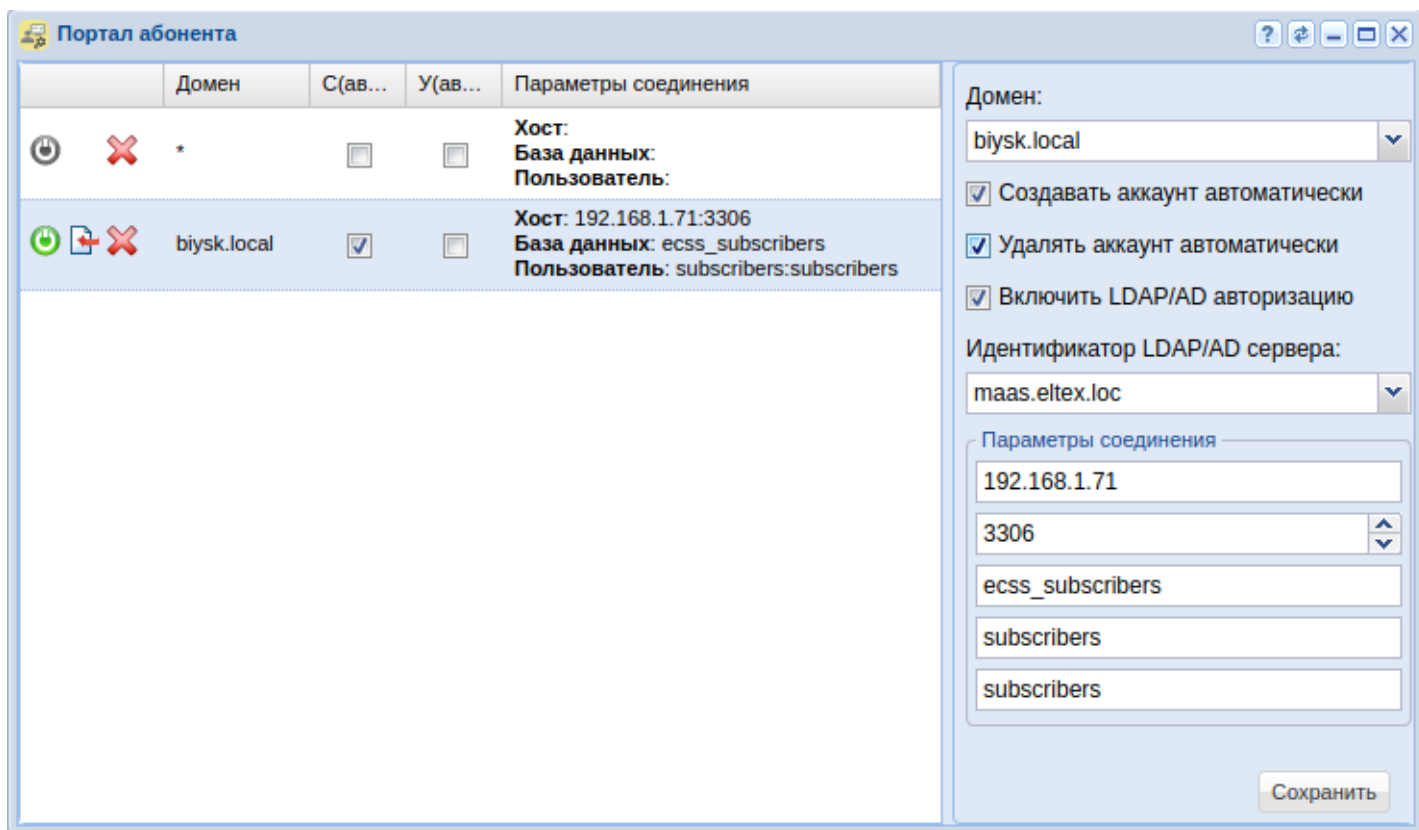 Портал абонента
Домен С(ав... У(ав... Параметры соединения
* Хост:
База данных:
Пользователь:
biysk.local Хост: 192.168.1.71:3306
База данных: ecss_subscribers
Пользователь: subscribers:subscribers
Домен:
biysk.local
Создавать аккаунт автоматически
Удалять аккаунт автоматически
Включить LDAP/AD авторизацию
Идентификатор LDAP/AD сервера:
maas.eltex.loc
Параметры соединения
192.168.1.71
3306
ecss_subscribers
subscribers
subscribers
Сохранить